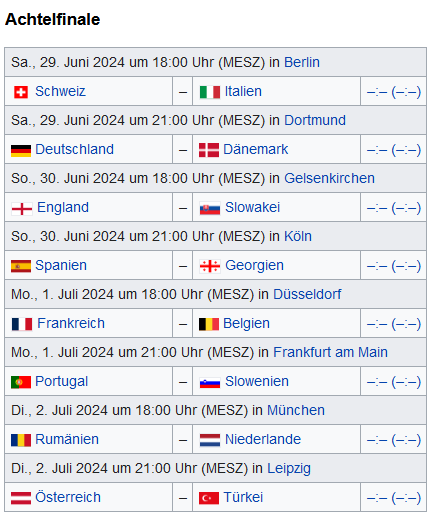 Achtelfinale
Sa., 29. Juni 2024 um 18:00 Uhr (MESZ) in Berlin
Schweiz – Italien –:– (–:–)
Sa., 29. Juni 2024 um 21:00 Uhr (MESZ) in Dortmund
Deutschland – Dänemark –:– (–:–)
So., 30. Juni 2024 um 18:00 Uhr (MESZ) in Gelsenkirchen
England – Slowakei –:– (–:–)
So., 30. Juni 2024 um 21:00 Uhr (MESZ) in Köln
Spanien – Georgien –:– (–:–)
Mo., 1. Juli 2024 um 18:00 Uhr (MESZ) in Düsseldorf
Frankreich – Belgien –:– (–:–)
Mo., 1. Juli 2024 um 21:00 Uhr (MESZ) in Frankfurt am Main
Portugal – Slowenien –:– (–:–)
Di., 2. Juli 2024 um 18:00 Uhr (MESZ) in München
Rumänien – Niederlande –:– (–:–)
Di., 2. Juli 2024 um 21:00 Uhr (MESZ) in Leipzig
Österreich – Türkei –:– (–:–)